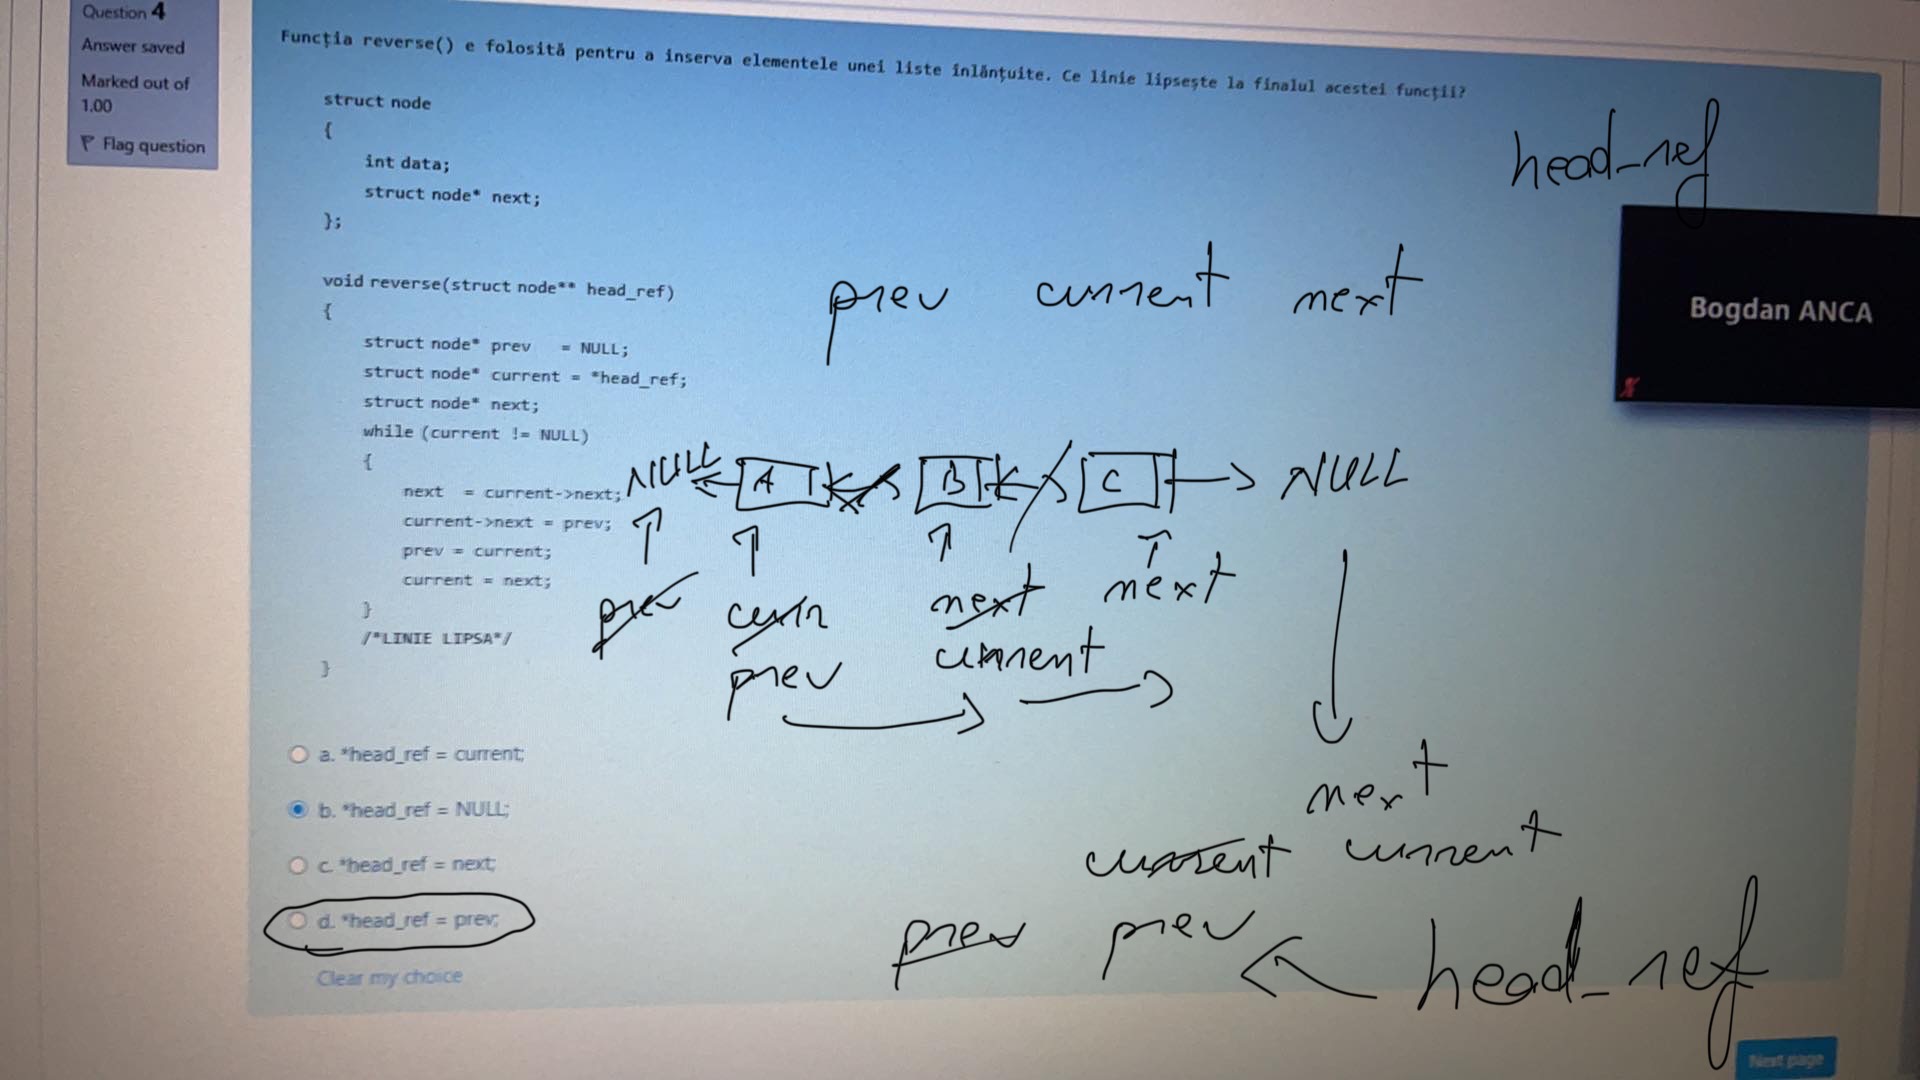 Question 4
Answer saved
Marked out of
1.00
Flag question
Funcția reverse() e folosită pentru a inserva elementele unei liste înlănțuite. Ce linie lipsește la finalul acestei funcții?
struct node
{
int data;
struct node* next;
};
void reverse(struct node** head_ref)
{
struct node* prev = NULL;
struct node* current = *head_ref;
struct node* next;
while (current != NULL)
{
next = current->next;
current->next = prev;
prev = current;
current = next;
}
/*LINIE LIPSA*/
}
a. *head_ref = current;
b. *head_ref = NULL;
c. *head_ref = next;
d. *head_ref = prev;
Clear my choice
head_ref
Bogdan ANCA
prev current next
NULL A B C NULL
prev next next
prev current
next
current current
prev prev head_ref
Next page